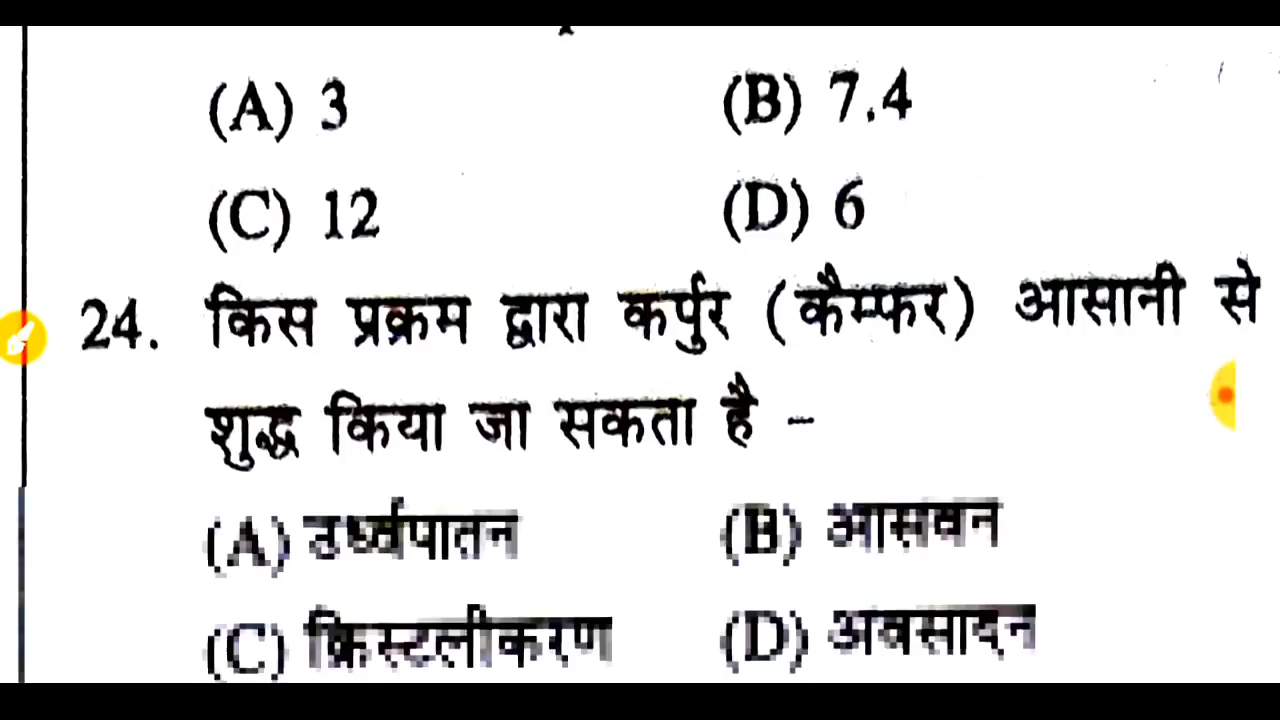 (A) 3 (B) 7.4
(C) 12 (D) 6
24. किस प्रक्रम द्वारा कर्पुर (कैम्फर) आसानी से
शुद्ध किया जा सकता है –
(A) उर्ध्वपातन (B) आसवन
(C) क्रिस्टलीकरण (D) अवसादन